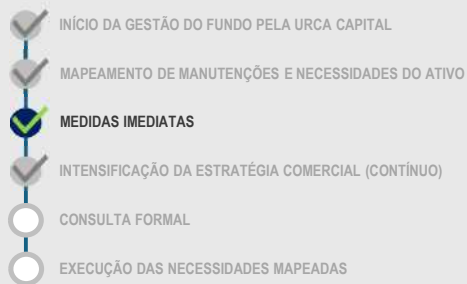 INÍCIO DA GESTÃO DO FUNDO PELA URCA CAPITAL
MAPEAMENTO DE MANUTENÇÕES E NECESSIDADES DO ATIVO
MEDIDAS IMEDIATAS
INTENSIFICAÇÃO DA ESTRATÉGIA COMERCIAL (CONTÍNUO)
CONSULTA FORMAL
EXECUÇÃO DAS NECESSIDADES MAPEADAS